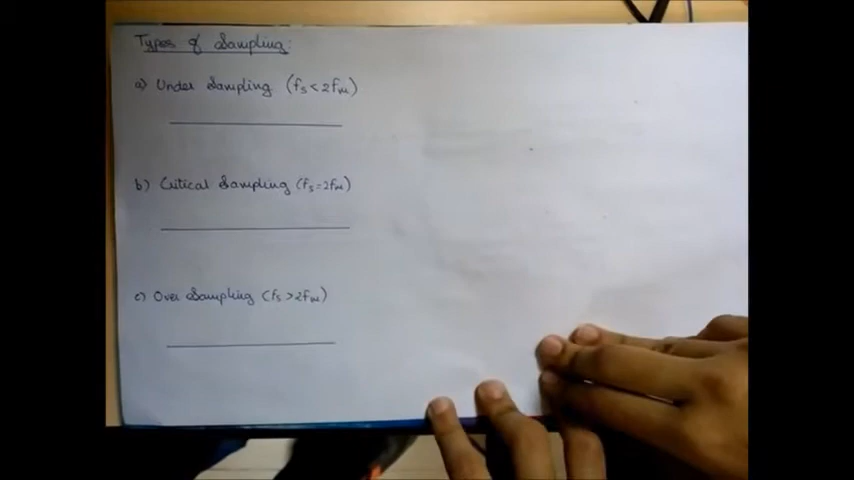 Types of Sampling:
a) Under Sampling (fs < 2fm)
b) Critical Sampling (fs = 2fm)
c) Over Sampling (fs > 2fm)